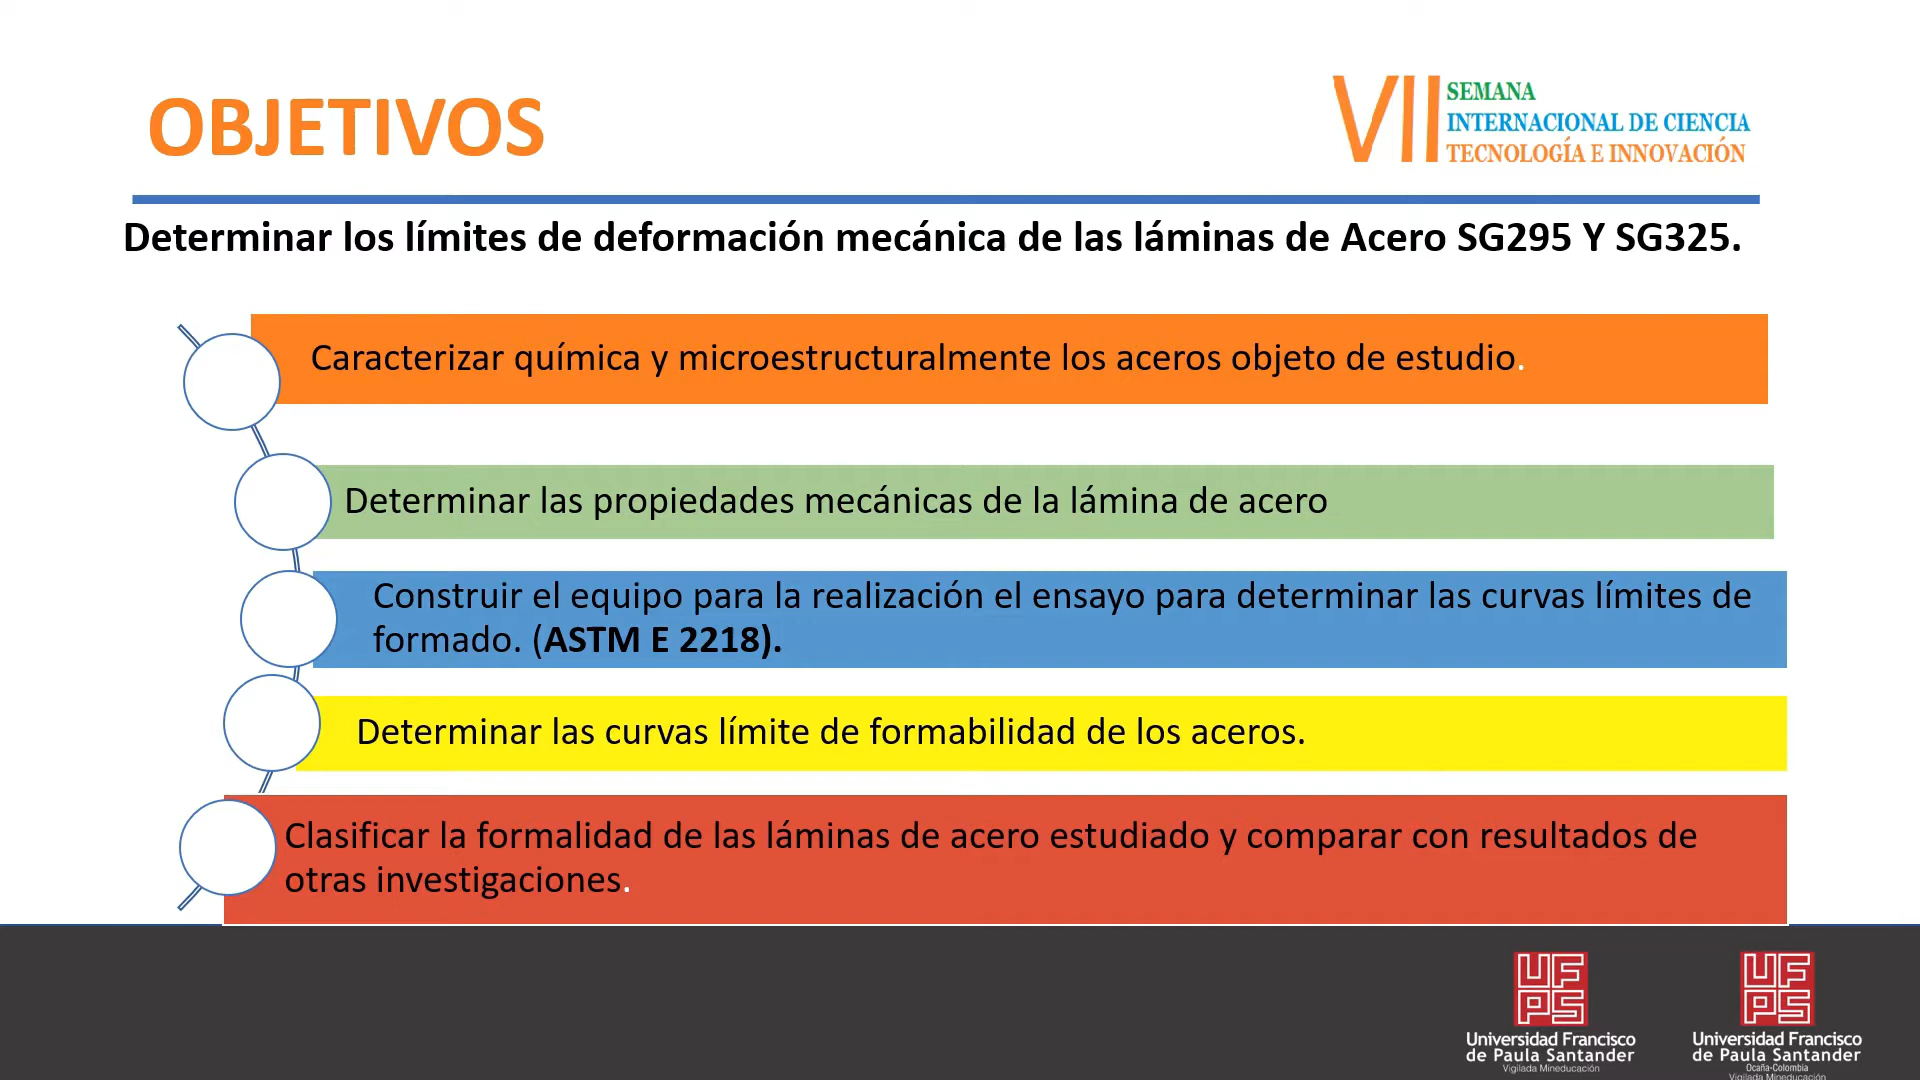 OBJETIVOS
VII
SEMANA
INTERNACIONAL DE CIENCIA
TECNOLOGÍA E INNOVACIÓN
Determinar los límites de deformación mecánica de las láminas de Acero SG295 Y SG325.
Caracterizar química y microestructuralmente los aceros objeto de estudio.
Determinar las propiedades mecánicas de la lámina de acero
Construir el equipo para la realización el ensayo para determinar las curvas límites de
formado. (ASTM E 2218).
Determinar las curvas límite de formabilidad de los aceros.
Clasificar la formalidad de las láminas de acero estudiado y comparar con resultados de
otras investigaciones.
UF
PS
Universidad Francisco
de Paula Santander
Vigilada Mineducación
UF
PS
Universidad Francisco
de Paula Santander
Ocaña-Colombia
Vigilada Mineducación